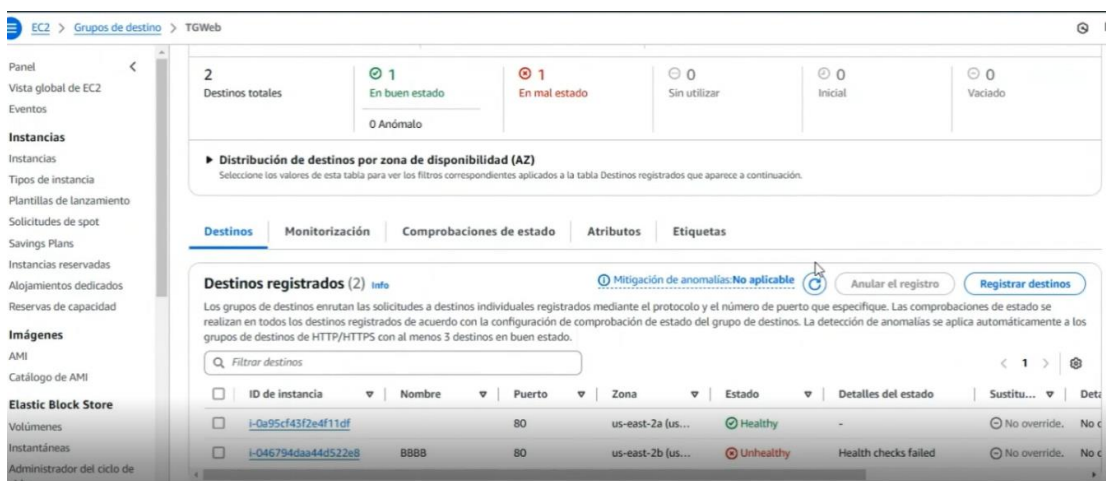 EC2 > Grupos de destino > TGWeb
Panel
Vista global de EC2
Eventos
Instancias
Instancias
Tipos de instancia
Plantillas de lanzamiento
Solicitudes de spot
Savings Plans
Instancias reservadas
Alojamientos dedicados
Reservas de capacidad
Imágenes
AMI
Catálogo de AMI
Elastic Block Store
Volúmenes
Instantáneas
Administrador del ciclo de
2
Destinos totales
1
En buen estado
0 Anómalo
1
En mal estado
0
Sin utilizar
0
Inicial
0
Vaciado
Distribución de destinos por zona de disponibilidad (AZ)
Seleccione los valores de esta tabla para ver los filtros correspondientes aplicados a la tabla Destinos registrados que aparece a continuación.
Destinos Monitorización Comprobaciones de estado Atributos Etiquetas
Destinos registrados (2) Info Mitigación de anomalías:No aplicable Anular el registro Registrar destinos
Los grupos de destinos enrutan las solicitudes a destinos individuales registrados mediante el protocolo y el número de puerto que especifique. Las comprobaciones de estado se
realizan en todos los destinos registrados de acuerdo con la configuración de comprobación de estado del grupo de destinos. La detección de anomalías se aplica automáticamente a los
grupos de destinos de HTTP/HTTPS con al menos 3 destinos en buen estado.
Filtrar destinos < 1 >
ID de instancia Nombre Puerto Zona Estado Detalles del estado Sustitu... Deta
i-0a95cf43f2e4f11df 80 us-east-2a (us... Healthy - No override. No c
i-046794daa44d522e8 BBBB 80 us-east-2b (us... Unhealthy Health checks failed No override. No c